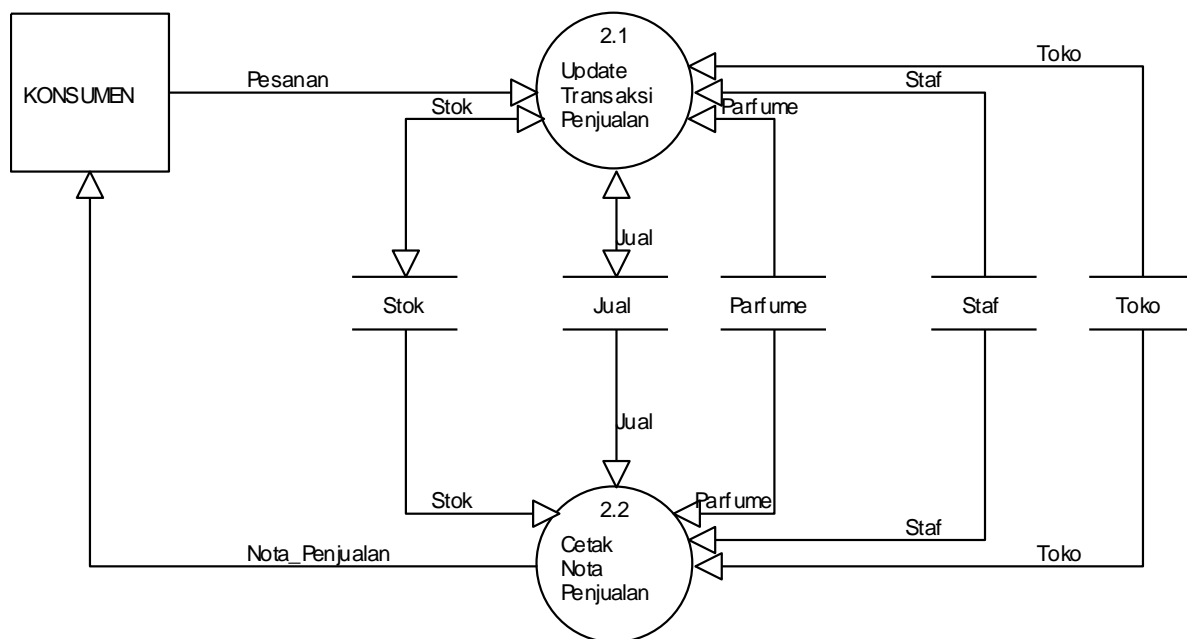 2.1
Toko
Update
Pesanan
Staf
KONSUMEN
Transaksi
Stok
Parfume
Penjualan
Jual
Stok
Jual
Parfume
Staf
Toko
Jual
Stok
Parfume
2.2
Staf
Cetak
Nota_Penjualan
Nota
Toko
Penjualan